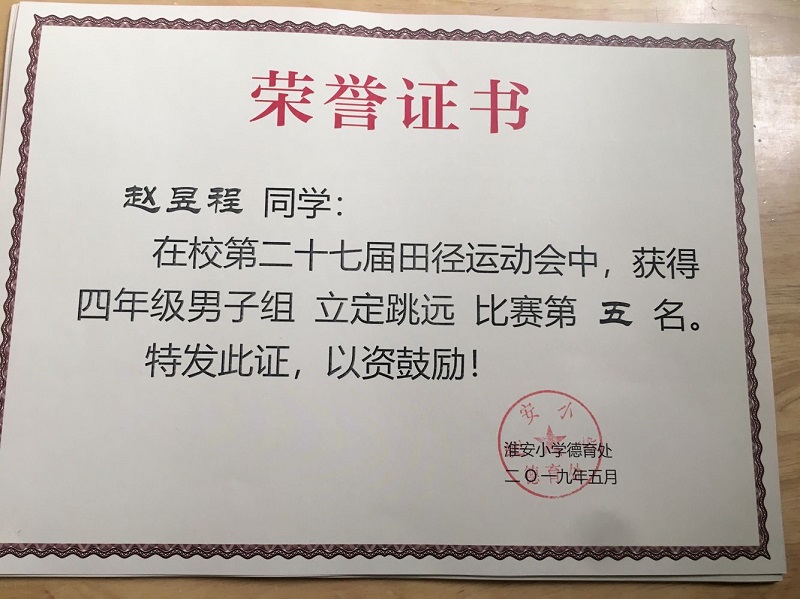 荣誉证书
赵昱程 同学：
在校第二十七届田径运动会中，获得
四年级男子组 立定跳远 比赛第 五 名。
特发此证，以资鼓励！
淮安小学德育处
二〇一九年五月
德育处